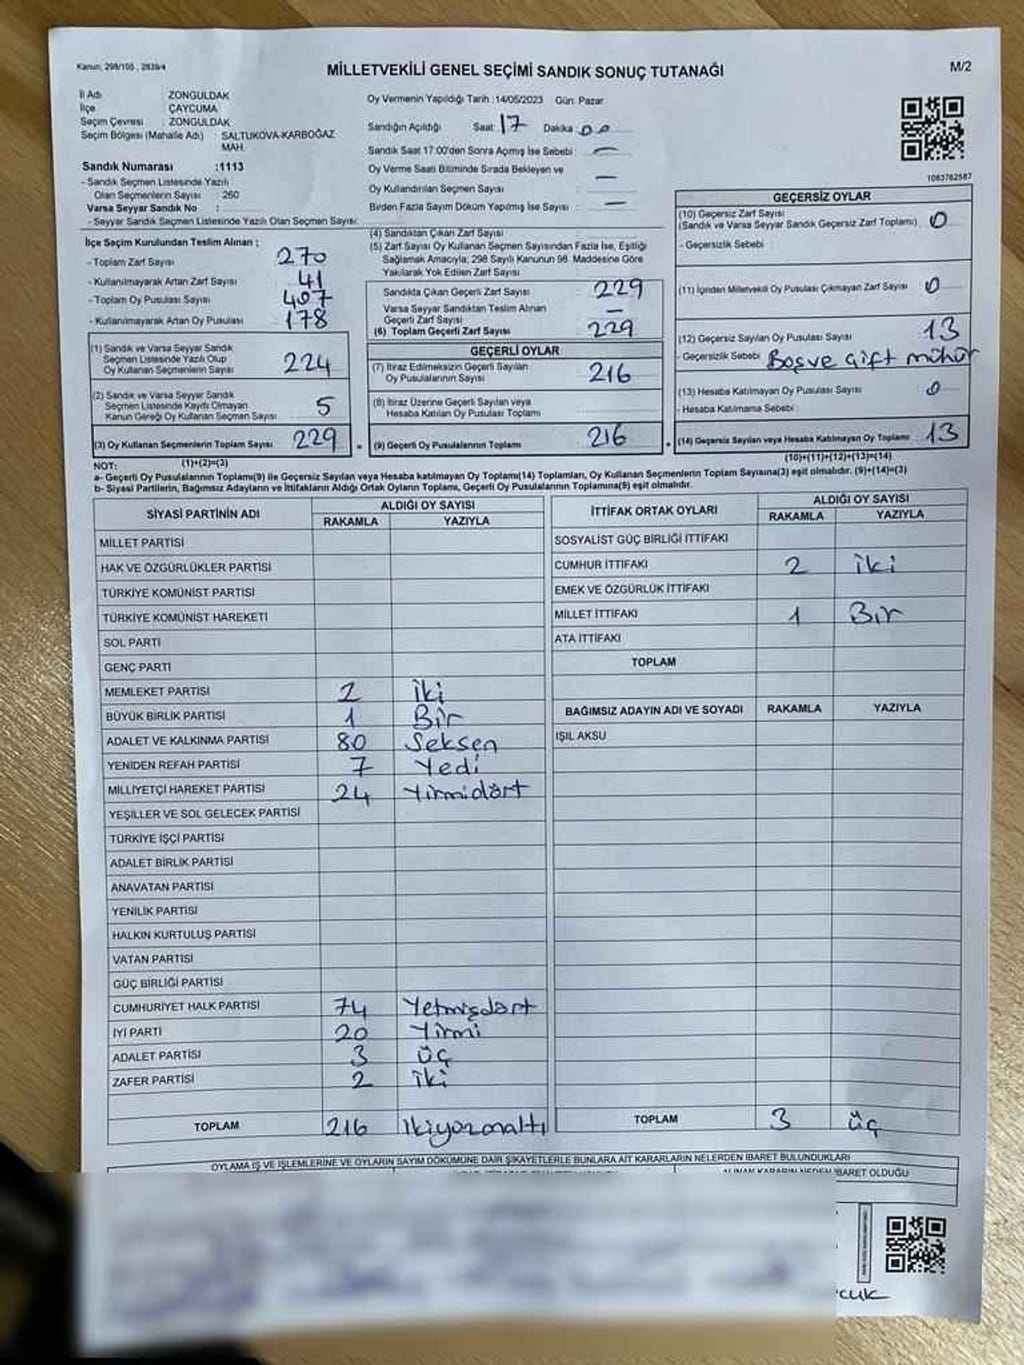 Kanun: 298/105 ; 2839/4
MİLLETVEKİLİ GENEL SEÇİMİ SANDIK SONUÇ TUTANAĞI
M/2
İl Adı : ZONGULDAK
İlçe : ÇAYCUMA
Seçim Çevresi : ZONGULDAK
Seçim Bölgesi (Mahalle Adı) : SALTUKOVA-KARBOĞAZ
MAH.
Sandık Numarası :1113
- Sandık Seçmen Listesinde Yazılı
Olan Seçmenlerin Sayısı : 260
Varsa Seyyar Sandık No :
- Seyyar Sandık Seçmen Listesinde Yazılı Olan Seçmen Sayısı:
Oy Vermenin Yapıldığı Tarih :14/05/2023 Gün: Pazar
Sandığın Açıldığı Saat 17 Dakika 00
Sandık Saat 17:00'den Sonra Açılmış İse Sebebi : —
Oy Verme Saati Bitiminde Sırada Bekleyen ve
Oy Kullandırılan Seçmen Sayısı : —
Birden Fazla Sayım Döküm Yapılmış İse Sayısı : —
1083762587
İlçe Seçim Kurulundan Teslim Alınan ;
- Toplam Zarf Sayısı : 270
- Kullanılmayarak Artan Zarf Sayısı : 41
- Toplam Oy Pusulası Sayısı : 407
- Kullanılmayarak Artan Oy Pusulası : 178
(1) Sandık ve Varsa Seyyar Sandık
Seçmen Listesinde Yazılı Olup
Oy Kullanan Seçmenlerin Sayısı : 224
(2) Sandık ve Varsa Seyyar Sandık
Seçmen Listesinde Kayıtlı Olmayan
Kanun Gereği Oy Kullanan Seçmen Sayısı : 5
(3) Oy Kullanan Seçmenlerin Toplam Sayısı : 229
(1)+(2)=(3)
(4) Sandıktan Çıkan Zarf Sayısı :
(5) Zarf Sayısı Oy Kullanan Seçmen Sayısından Fazla İse, Eşitliği
Sağlamak Amacıyla; 298 Sayılı Kanunun 98. Maddesine Göre
Yakılarak Yok Edilen Zarf Sayısı :
Sandıkta Çıkan Geçerli Zarf Sayısı : 229
Varsa Seyyar Sandıktan Teslim Alınan
Geçerli Zarf Sayısı : —
(6) Toplam Geçerli Zarf Sayısı : 229
GEÇERLİ OYLAR
(7) İtiraz Edilmeksizin Geçerli Sayılan
Oy Pusulalarının Sayısı : 216
(8) İtiraz Üzerine Geçerli Sayılan veya
Hesaba Katılan Oy Pusulası Toplamı :
= (9) Geçerli Oy Pusulalarının Toplamı : 216
GEÇERSİZ OYLAR
(10) Geçersiz Zarf Sayısı
(Sandık ve Varsa Seyyar Sandık Geçersiz Zarf Toplamı) : 0
- Geçersizlik Sebebi :
(11) İçinden Milletvekili Oy Pusulası Çıkmayan Zarf Sayısı : 0
(12) Geçersiz Sayılan Oy Pusulası Sayısı : 13
- Geçersizlik Sebebi : Boş ve çift mühür
(13) Hesaba Katılmayan Oy Pusulası Sayısı : 0
- Hesaba Katılmama Sebebi :
+ (14) Geçersiz Sayılan veya Hesaba Katılmayan Oy Toplamı : 13
(10)+(11)+(12)+(13)=(14)
NOT:
a- Geçerli Oy Pusulalarının Toplamı(9) ile Geçersiz Sayılan veya Hesaba katılmayan Oy Toplamı(14) Toplamları, Oy Kullanan Seçmenlerin Toplam Sayısına(3) eşit olmalıdır. (9)+(14)=(3)
b- Siyasi Partilerin, Bağımsız Adayların ve İttifakların Aldığı Ortak Oyların Toplamı, Geçerli Oy Pusulalarının Toplamına(9) eşit olmalıdır.
SİYASİ PARTİNİN ADI ALDIĞI OY SAYISI
RAKAMLA YAZIYLA
MİLLET PARTİSİ
HAK VE ÖZGÜRLÜKLER PARTİSİ
TÜRKİYE KOMÜNİST PARTİSİ
TÜRKİYE KOMÜNİST HAREKETİ
SOL PARTİ
GENÇ PARTİ
MEMLEKET PARTİSİ 2 iki
BÜYÜK BİRLİK PARTİSİ 1 Bir
ADALET VE KALKINMA PARTİSİ 80 Seksen
YENİDEN REFAH PARTİSİ 7 Yedi
MİLLİYETÇİ HAREKET PARTİSİ 24 Yirmidört
YEŞİLLER VE SOL GELECEK PARTİSİ
TÜRKİYE İŞÇİ PARTİSİ
ADALET BİRLİK PARTİSİ
ANAVATAN PARTİSİ
YENİLİK PARTİSİ
HALKIN KURTULUŞ PARTİSİ
VATAN PARTİSİ
GÜÇ BİRLİĞİ PARTİSİ
CUMHURİYET HALK PARTİSİ 74 Yetmişdört
İYİ PARTİ 20 Yirmi
ADALET PARTİSİ 3 üç
ZAFER PARTİSİ 2 iki
TOPLAM 216 ikiyüzonaltı
İTTİFAK ORTAK OYLARI ALDIĞI OY SAYISI
RAKAMLA YAZIYLA
SOSYALİST GÜÇ BİRLİĞİ İTTİFAKI
CUMHUR İTTİFAKI 2 iki
EMEK VE ÖZGÜRLÜK İTTİFAKI
MİLLET İTTİFAKI 1 Bir
ATA İTTİFAKI
TOPLAM
BAĞIMSIZ ADAYIN ADI VE SOYADI RAKAMLA YAZIYLA
IŞIL AKSU
TOPLAM 3 üç
OYLAMA İŞ VE İŞLEMLERİNE VE OYLARIN SAYIM DÖKÜMÜNE DAİR ŞİKAYETLERLE BUNLARA AİT KARARLARIN NELERDEN İBARET BULUNDUKLARI
ALINAN KARARIN NEDEN İBARET OLDUĞU
cuk